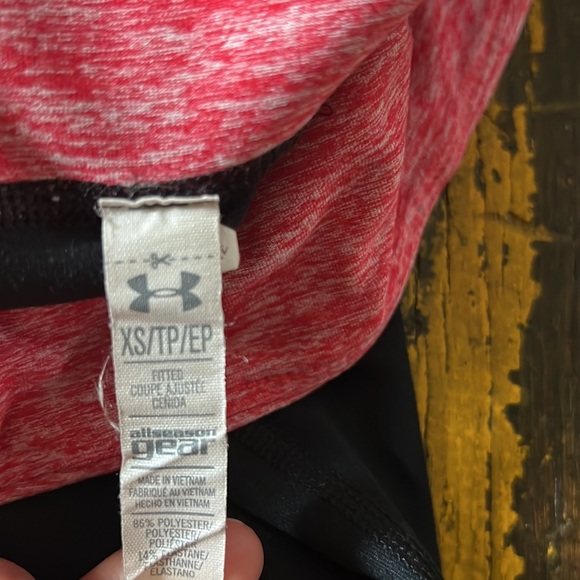 XS/TP/EP
FITTED
COUPE AJUSTÉE
CEÑIDA
allseason
gear
MADE IN VIETNAM
FABRIQUÉ AU VIETNAM
HECHO EN VIETNAM
86% POLYESTER/
POLYESTER/
POLIÉSTER
14% ELASTANE/
ÉLASTHANNE/
ELASTANO